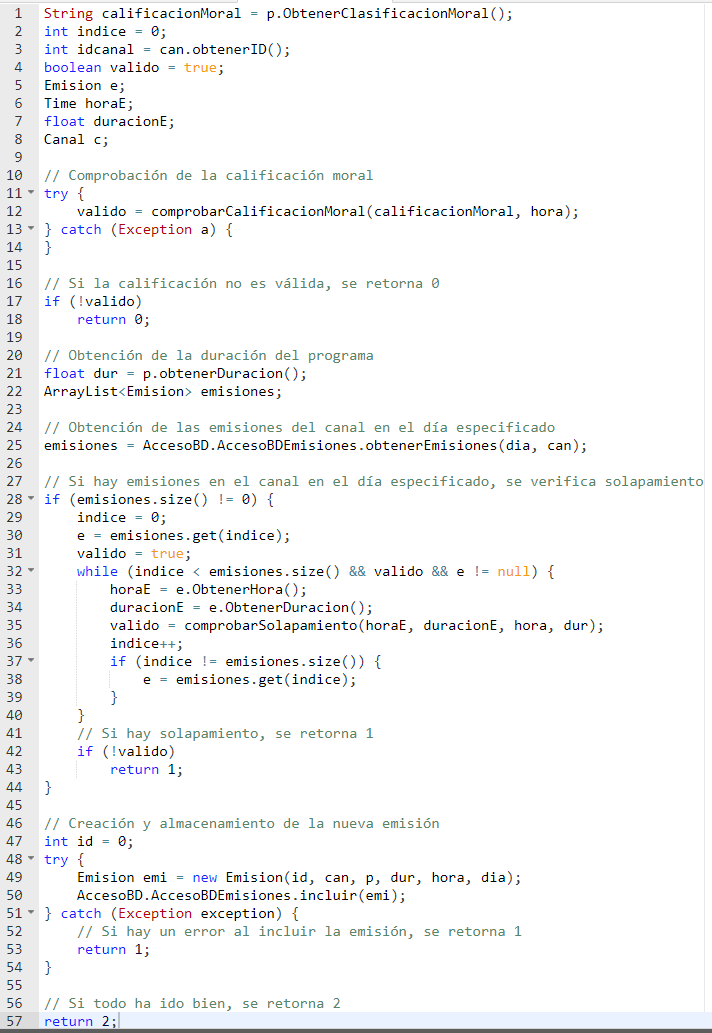 1 String calificacionMoral = p.ObtenerClasificacionMoral();
2 int indice = 0;
3 int idcanal = can.obtenerID();
4 boolean valido = true;
5 Emision e;
6 Time horaE;
7 float duracionE;
8 Canal c;
9
10 // Comprobación de la calificación moral
11 try {
12     valido = comprobarCalificacionMoral(calificacionMoral, hora);
13 } catch (Exception a) {
14 }
15
16 // Si la calificación no es válida, se retorna 0
17 if (!valido)
18     return 0;
19
20 // Obtención de la duración del programa
21 float dur = p.obtenerDuracion();
22 ArrayList<Emision> emisiones;
23
24 // Obtención de las emisiones del canal en el día especificado
25 emisiones = AccesoBD.AccesoBDEmisiones.obtenerEmisiones(dia, can);
26
27 // Si hay emisiones en el canal en el día especificado, se verifica solapamiento
28 if (emisiones.size() != 0) {
29     indice = 0;
30     e = emisiones.get(indice);
31     valido = true;
32     while (indice < emisiones.size() && valido && e != null) {
33         horaE = e.ObtenerHora();
34         duracionE = e.ObtenerDuracion();
35         valido = comprobarSolapamiento(horaE, duracionE, hora, dur);
36         indice++;
37         if (indice != emisiones.size()) {
38             e = emisiones.get(indice);
39         }
40     }
41     // Si hay solapamiento, se retorna 1
42     if (!valido)
43         return 1;
44 }
45
46 // Creación y almacenamiento de la nueva emisión
47 int id = 0;
48 try {
49     Emision emi = new Emision(id, can, p, dur, hora, dia);
50     AccesoBD.AccesoBDEmisiones.incluir(emi);
51 } catch (Exception exception) {
52     // Si hay un error al incluir la emisión, se retorna 1
53     return 1;
54 }
55
56 // Si todo ha ido bien, se retorna 2
57 return 2;